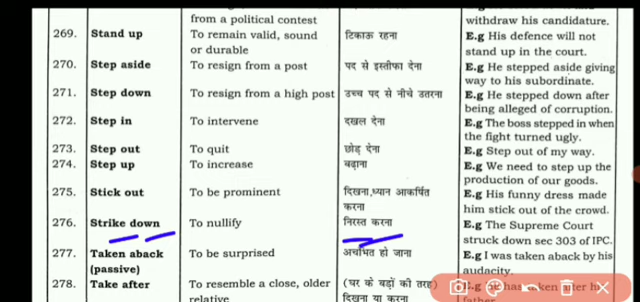 from a political contest
withdraw his candidature.
269. Stand up To remain valid, sound टिकाऊ रहना E.g His defence will not
or durable stand up in the court.
270. Step aside To resign from a post पद से इस्तीफा देना E.g He stepped aside giving
way to his subordinate.
271. Step down To resign from a high post उच्च पद से नीचे उतरना E.g He stepped down after
being alleged of corruption.
272. Step in To intervene दखल देना E.g The boss stepped in when
the fight turned ugly.
273. Step out To quit छोड़ देना E.g Step out of my way.
274. Step up To increase बढ़ाना E.g We need to step up the
production of our goods.
275. Stick out To be prominent दिखना,ध्यान आकर्षित E.g His funny dress made
करना him stick out of the crowd.
276. Strike down To nullify निरस्त करना E.g The Supreme Court
struck down sec 303 of IPC.
277. Taken aback To be surprised अचंभित हो जाना E.g I was taken aback by his
(passive) audacity.
278. Take after To resemble a close, older (घर के बड़ों की तरह) E.g has taken after his
relative दिखना या करना father.